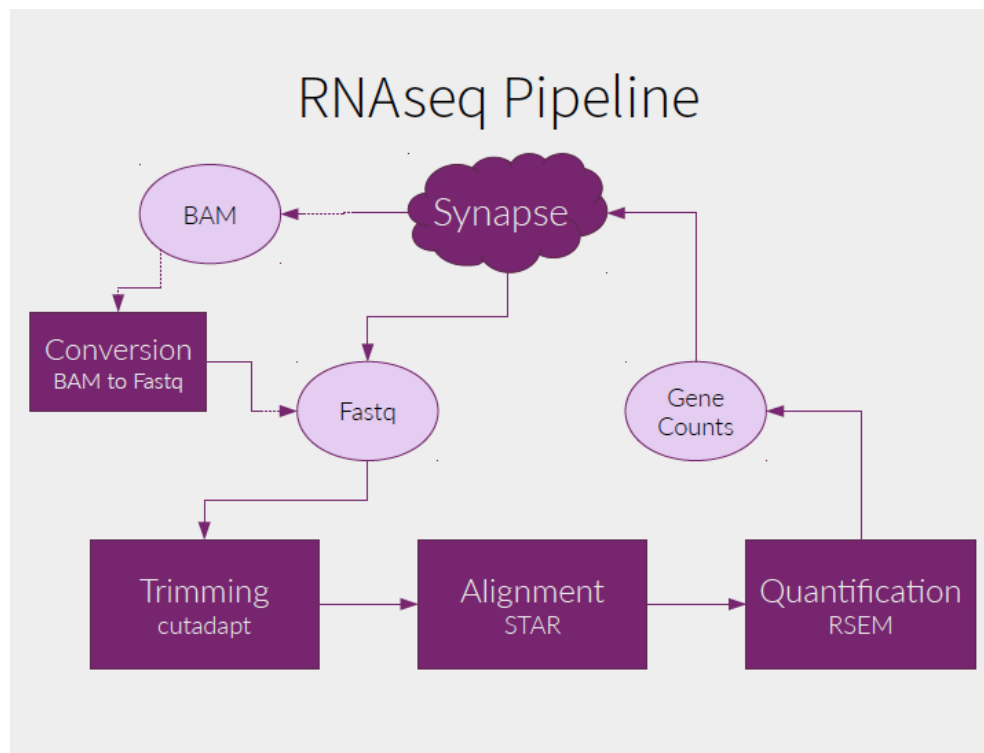 RNAseq Pipeline
BAM
Synapse
Conversion
BAM to Fastq
Fastq
Gene
Counts
Trimming
cutadapt
Alignment
STAR
Quantification
RSEM